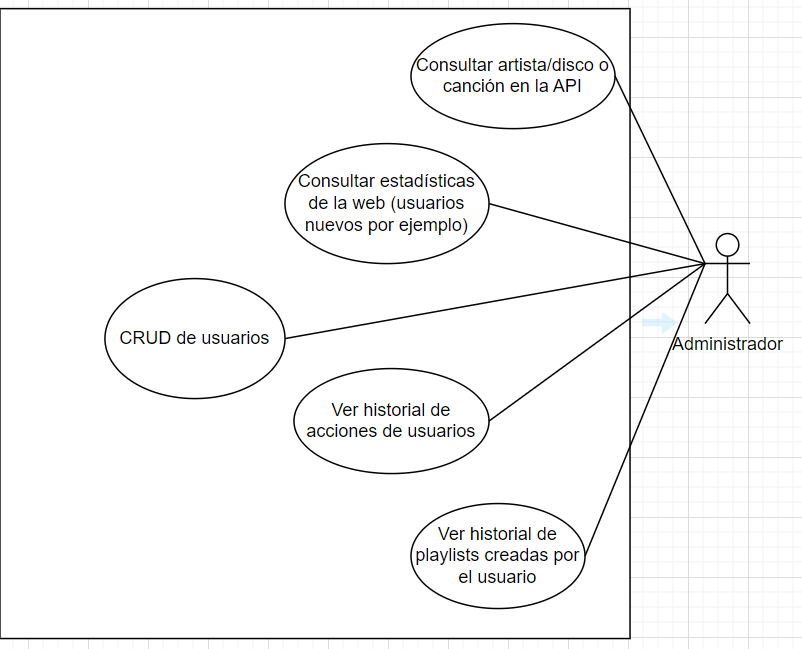 Consultar artista/disco o
canción en la API
Consultar estadísticas
de la web (usuarios
nuevos por ejemplo)
CRUD de usuarios
Administrador
Ver historial de
acciones de usuarios
Ver historial de
playlists creadas por
el usuario